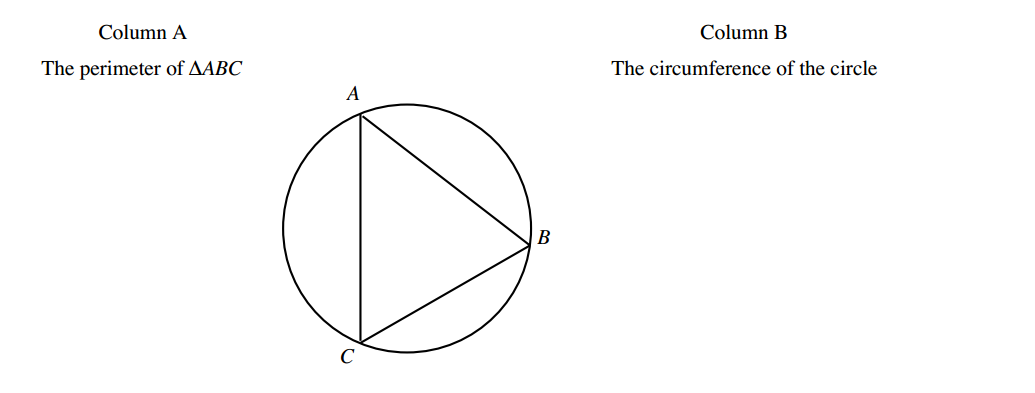 Column A
Column B
The perimeter of ΔABC
The circumference of the circle
A
B
C